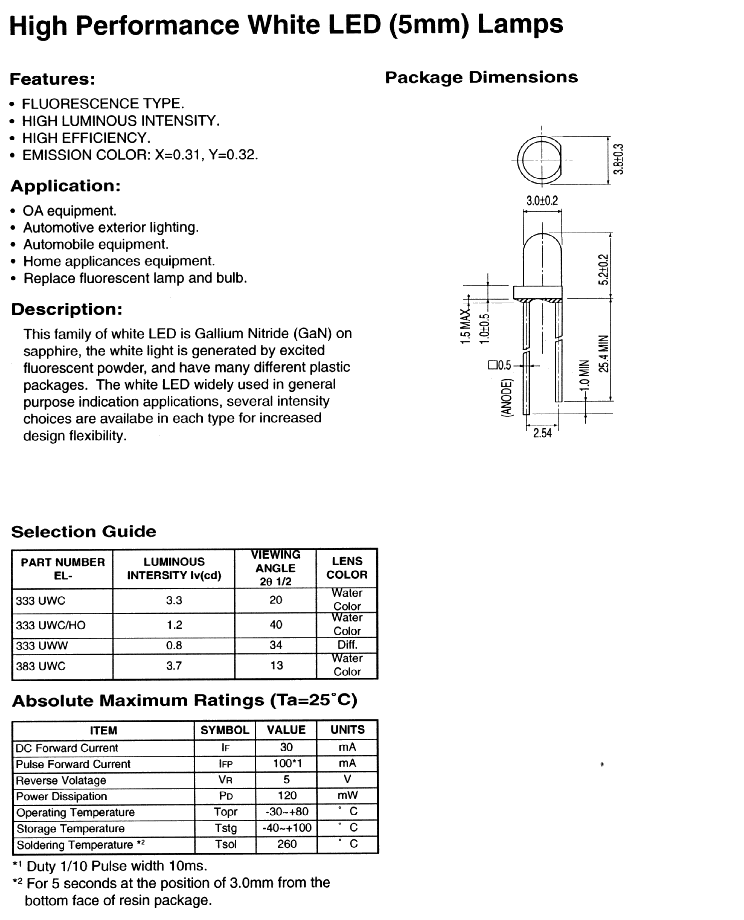 High Performance White LED (5mm) Lamps
Features:
• FLUORESCENCE TYPE.
• HIGH LUMINOUS INTENSITY.
• HIGH EFFICIENCY.
• EMISSION COLOR: X=0.31, Y=0.32.
Application:
• OA equipment.
• Automotive exterior lighting.
• Automobile equipment.
• Home applicances equipment.
• Replace fluorescent lamp and bulb.
Description:
This family of white LED is Gallium Nitride (GaN) on
sapphire, the white light is generated by excited
fluorescent powder, and have many different plastic
packages. The white LED widely used in general
purpose indication applications, several intensity
choices are availabe in each type for increased
design flexibility.
Package Dimensions
3.8±0.3
3.0±0.2
5.2±0.2
1.5 MAX.
1.0±0.5
□0.5
(ANODE)
1.0 MIN
25.4 MIN
2.54
Selection Guide
PART NUMBER EL- LUMINOUS INTERSITY Iv(cd) VIEWING ANGLE 2θ 1/2 LENS COLOR
333 UWC 3.3 20 Water Color
333 UWC/HO 1.2 40 Water Color
333 UWW 0.8 34 Diff.
383 UWC 3.7 13 Water Color
Absolute Maximum Ratings (Ta=25°C)
ITEM SYMBOL VALUE UNITS
DC Forward Current IF 30 mA
Pulse Forward Current IFP 100*1 mA
Reverse Volatage VR 5 V
Power Dissipation PD 120 mW
Operating Temperature Topr -30~+80 ° C
Storage Temperature Tstg -40~+100 ° C
Soldering Temperature *2 Tsol 260 ° C
*1 Duty 1/10 Pulse width 10ms.
*2 For 5 seconds at the position of 3.0mm from the
bottom face of resin package.